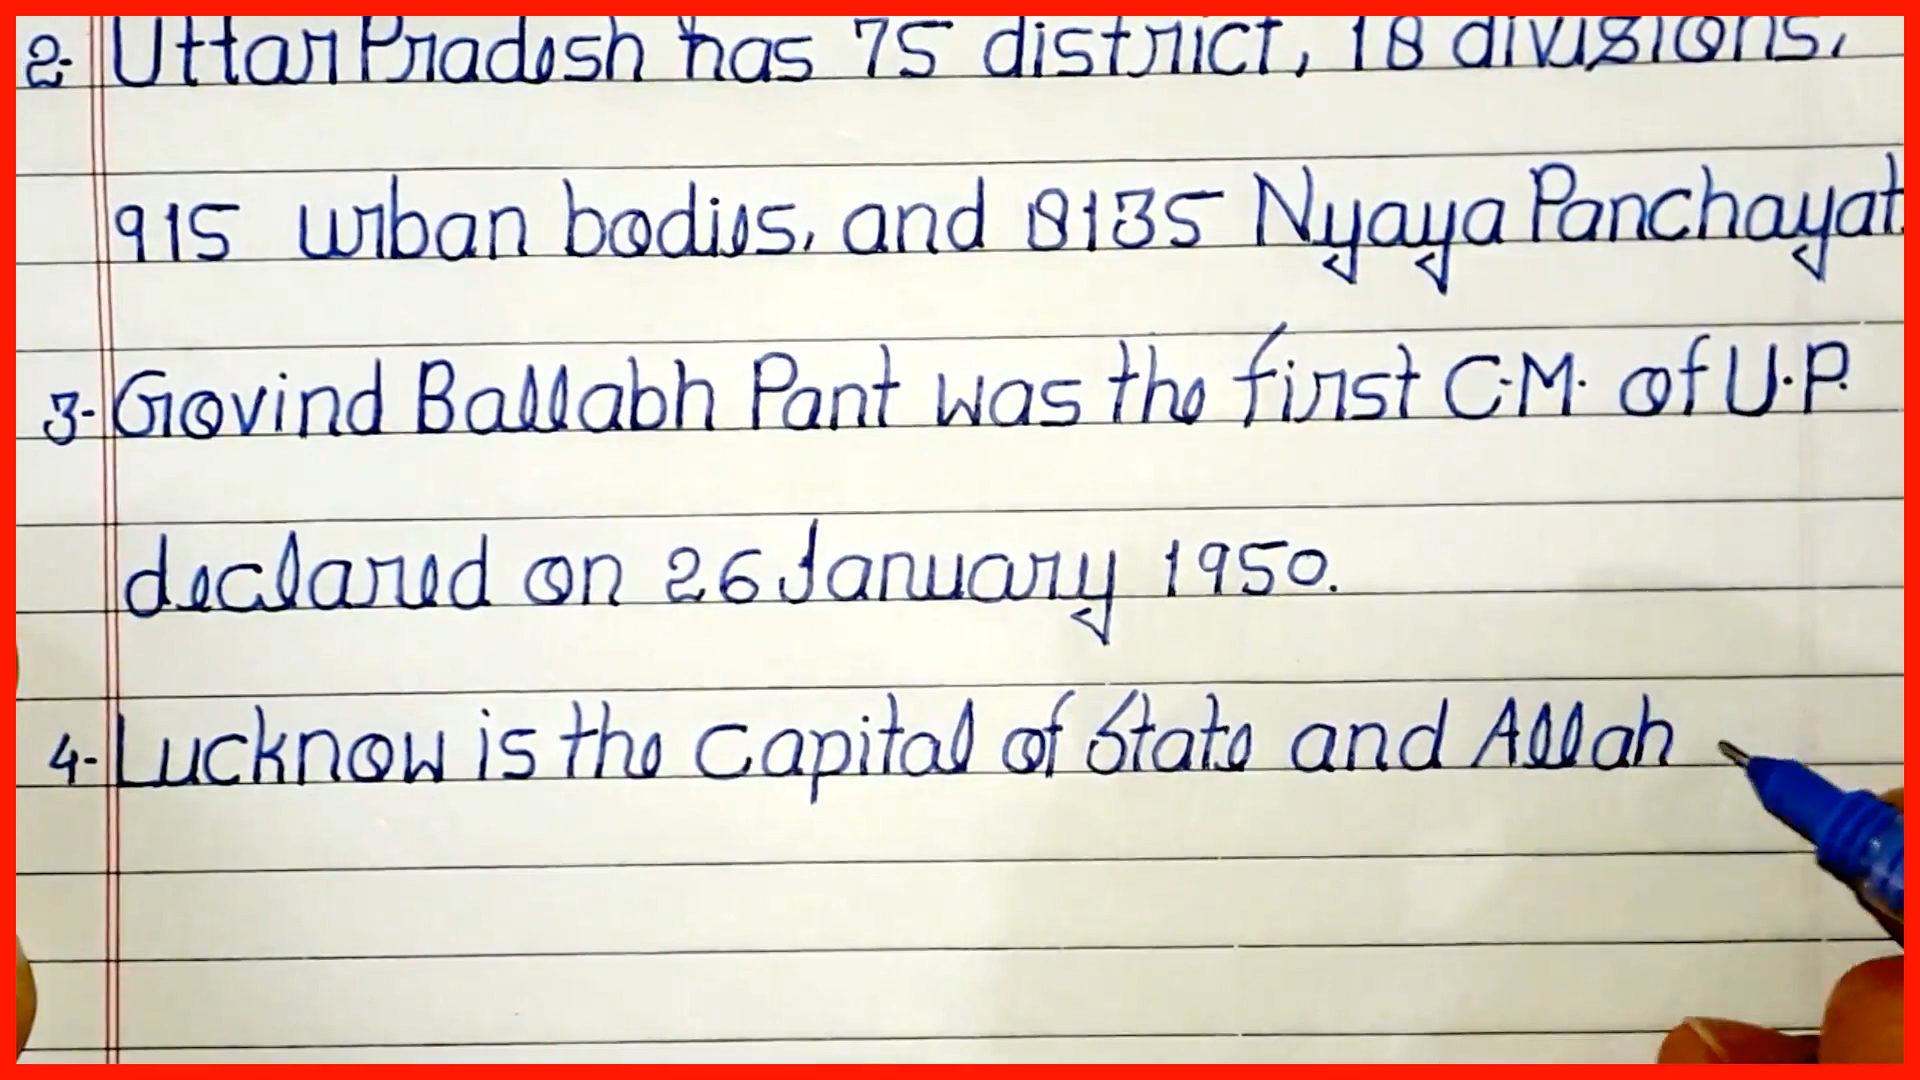 2- Uttar Pradesh has 75 district, 18 divisions,
915 urban bodies, and 8135 Nyaya Panchayat.
3- Govind Ballabh Pant was the first C.M. of U.P.
declared on 26 January 1950.
4- Lucknow is the capital of State and Allah